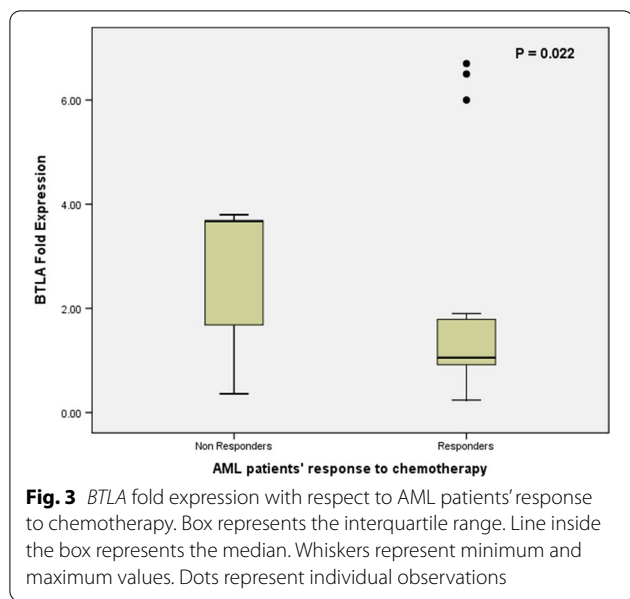 P = 0.022
6.00
4.00
2.00
0.00
BTLA Fold Expression
Non Responders
Responders
AML patients' response to chemotherapy
Fig. 3 BTLA fold expression with respect to AML patients' response
to chemotherapy. Box represents the interquartile range. Line inside
the box represents the median. Whiskers represent minimum and
maximum values. Dots represent individual observations